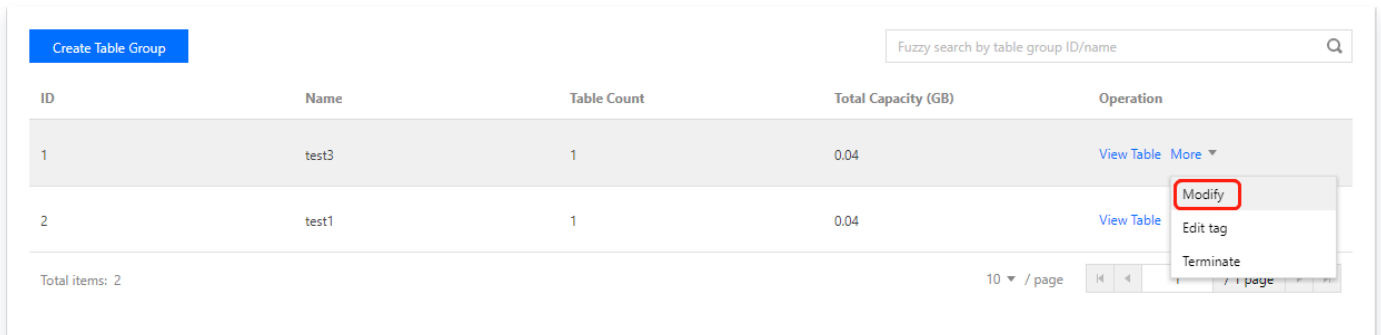 Create Table Group
Fuzzy search by table group ID/name
ID Name Table Count Total Capacity (GB) Operation
1 test3 1 0.04 View Table More
Modify
2 test1 1 0.04 View Table
Edit tag
Terminate
Total items: 2 10 / page 1 / 1 page